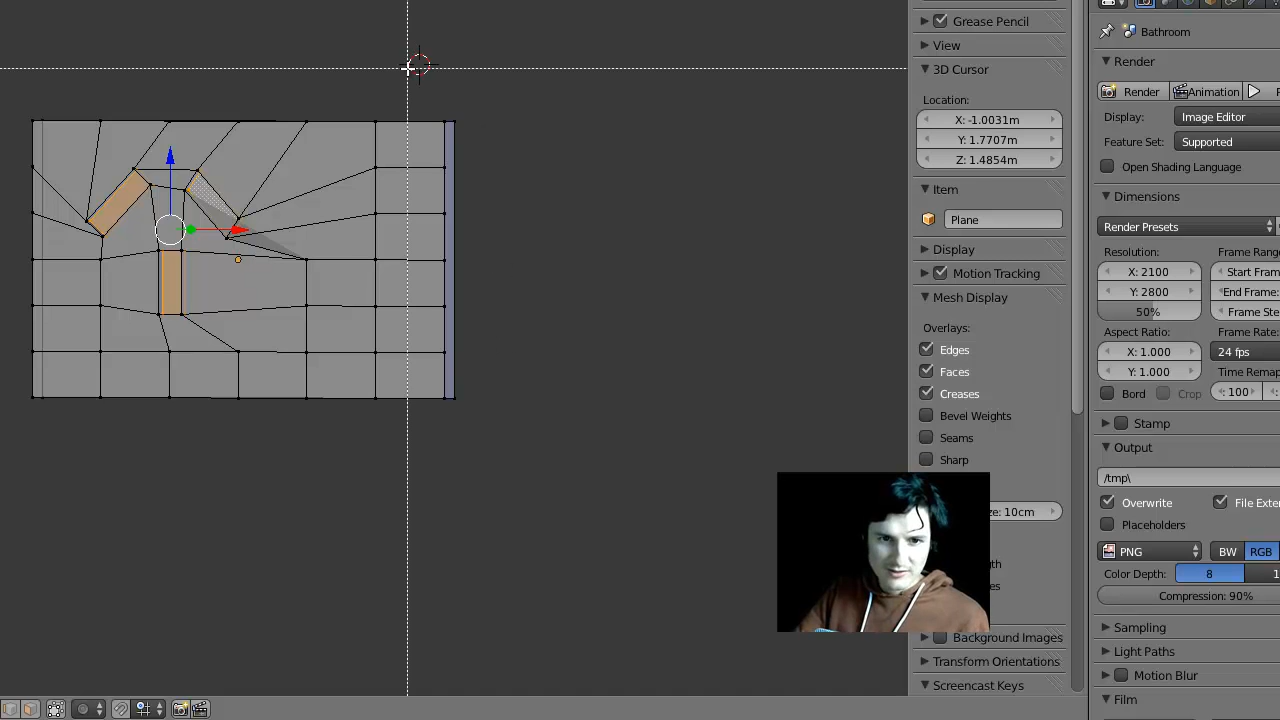 Grease Pencil
View
3D Cursor
Location:
X: -1.0031m
Y: 1.7707m
Z: 1.4854m
Item
Plane
Display
Motion Tracking
Mesh Display
Overlays:
Edges
Faces
Creases
Bevel Weights
Seams
Sharp
ze: 10cm
Background Images
Transform Orientations
Screencast Keys
Bathroom
Render
Render
Animation
Display:
Image Editor
Feature Set:
Supported
Open Shading Language
Dimensions
Render Presets
Resolution:
Frame Rang
X: 2100
Start Frame
Y: 2800
End Frame:
50%
Frame Ste
Aspect Ratio:
Frame Rate:
X: 1.000
24 fps
Y: 1.000
Time Remap
Bord
Crop
: 100
Stamp
Output
/tmp\
Overwrite
File Exten
Placeholders
PNG
BW
RGB
Color Depth:
8
1
Compression: 90%
Sampling
Light Paths
Motion Blur
Film